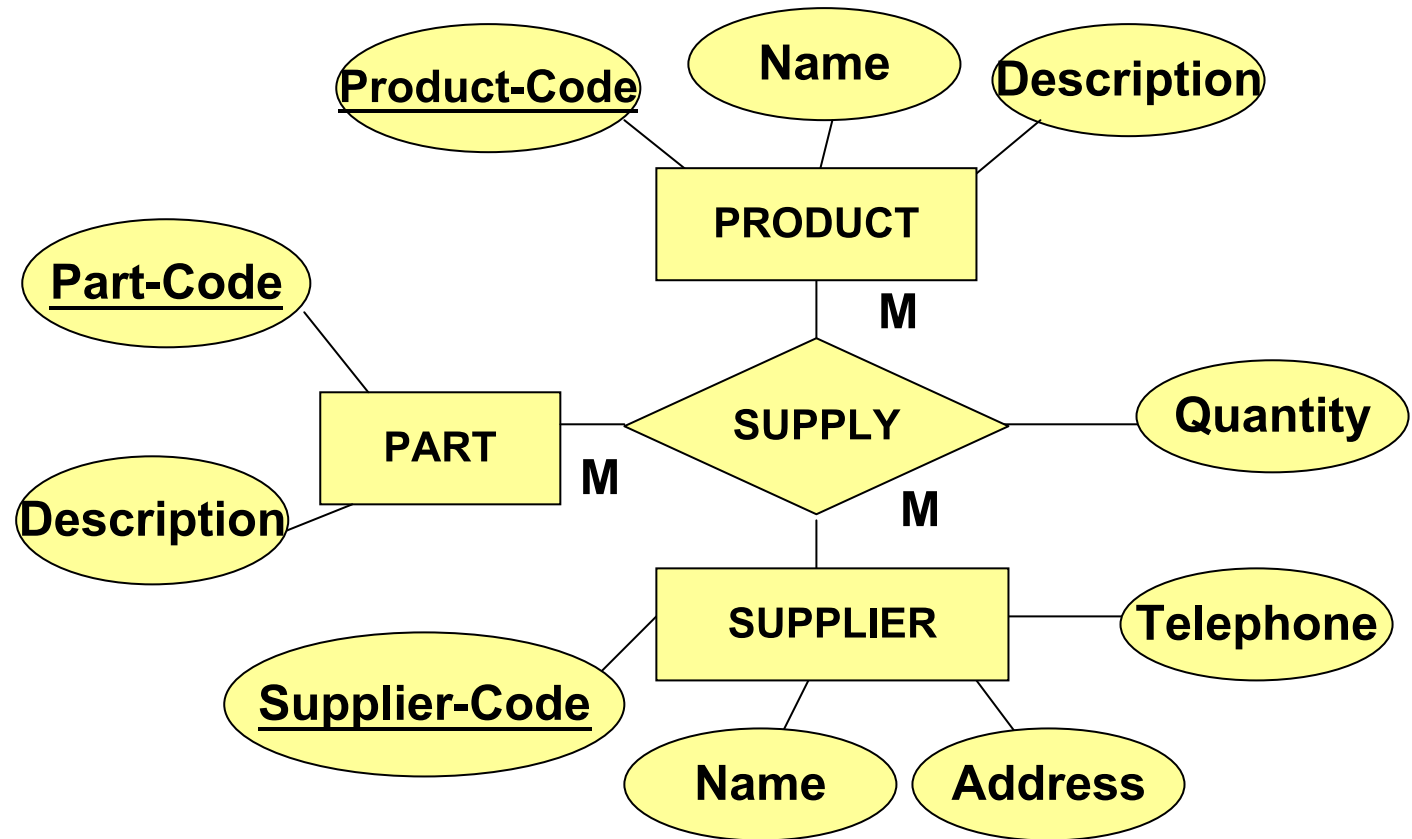 Product-Code
Name
Description
PRODUCT
M
Part-Code
PART
M
Description
SUPPLY
Quantity
M
SUPPLIER
Telephone
Supplier-Code
Name
Address